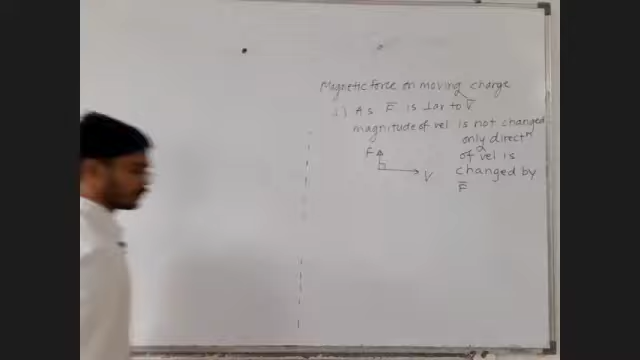 Magnetic force on moving charge
1) As F̅ is ⊥ar to V̅
magnitude of vel is not changed
only directⁿ
of vel is
changed by
F̅
F
V